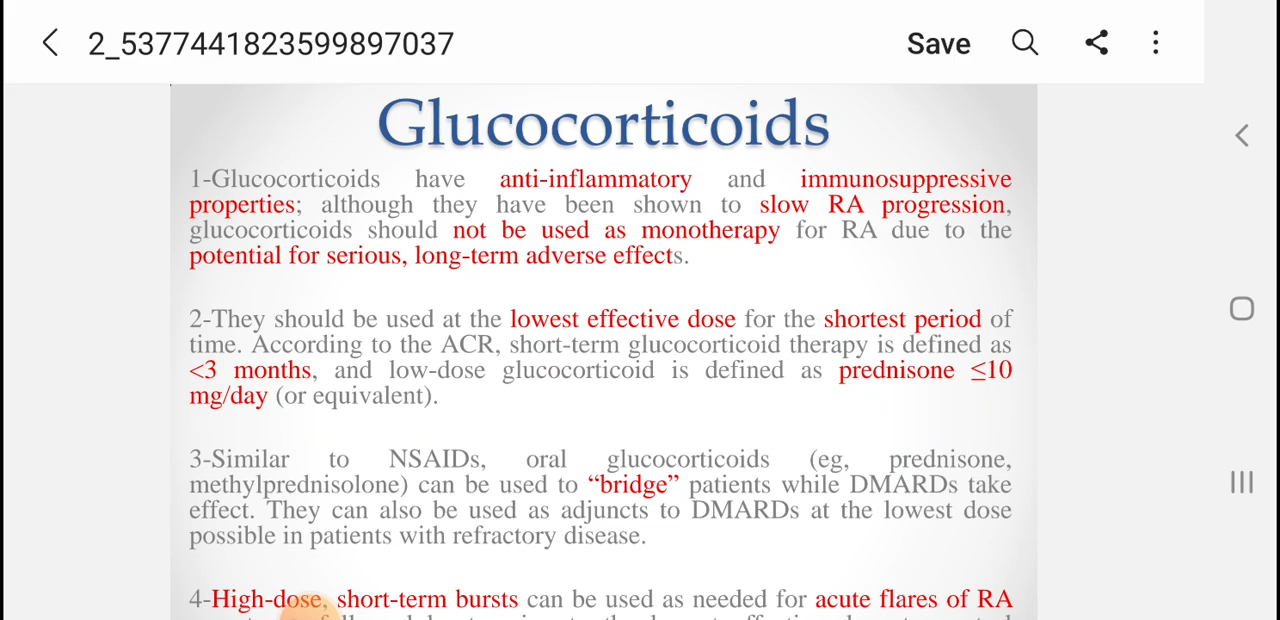 2_5377441823599897037
Save
Glucocorticoids
1-Glucocorticoids have anti-inflammatory and immunosuppressive
properties; although they have been shown to slow RA progression,
glucocorticoids should not be used as monotherapy for RA due to the
potential for serious, long-term adverse effects.
2-They should be used at the lowest effective dose for the shortest period of
time. According to the ACR, short-term glucocorticoid therapy is defined as
<3 months, and low-dose glucocorticoid is defined as prednisone ≤10
mg/day (or equivalent).
3-Similar to NSAIDs, oral glucocorticoids (eg, prednisone,
methylprednisolone) can be used to “bridge” patients while DMARDs take
effect. They can also be used as adjuncts to DMARDs at the lowest dose
possible in patients with refractory disease.
4-High-dose, short-term bursts can be used as needed for acute flares of RA